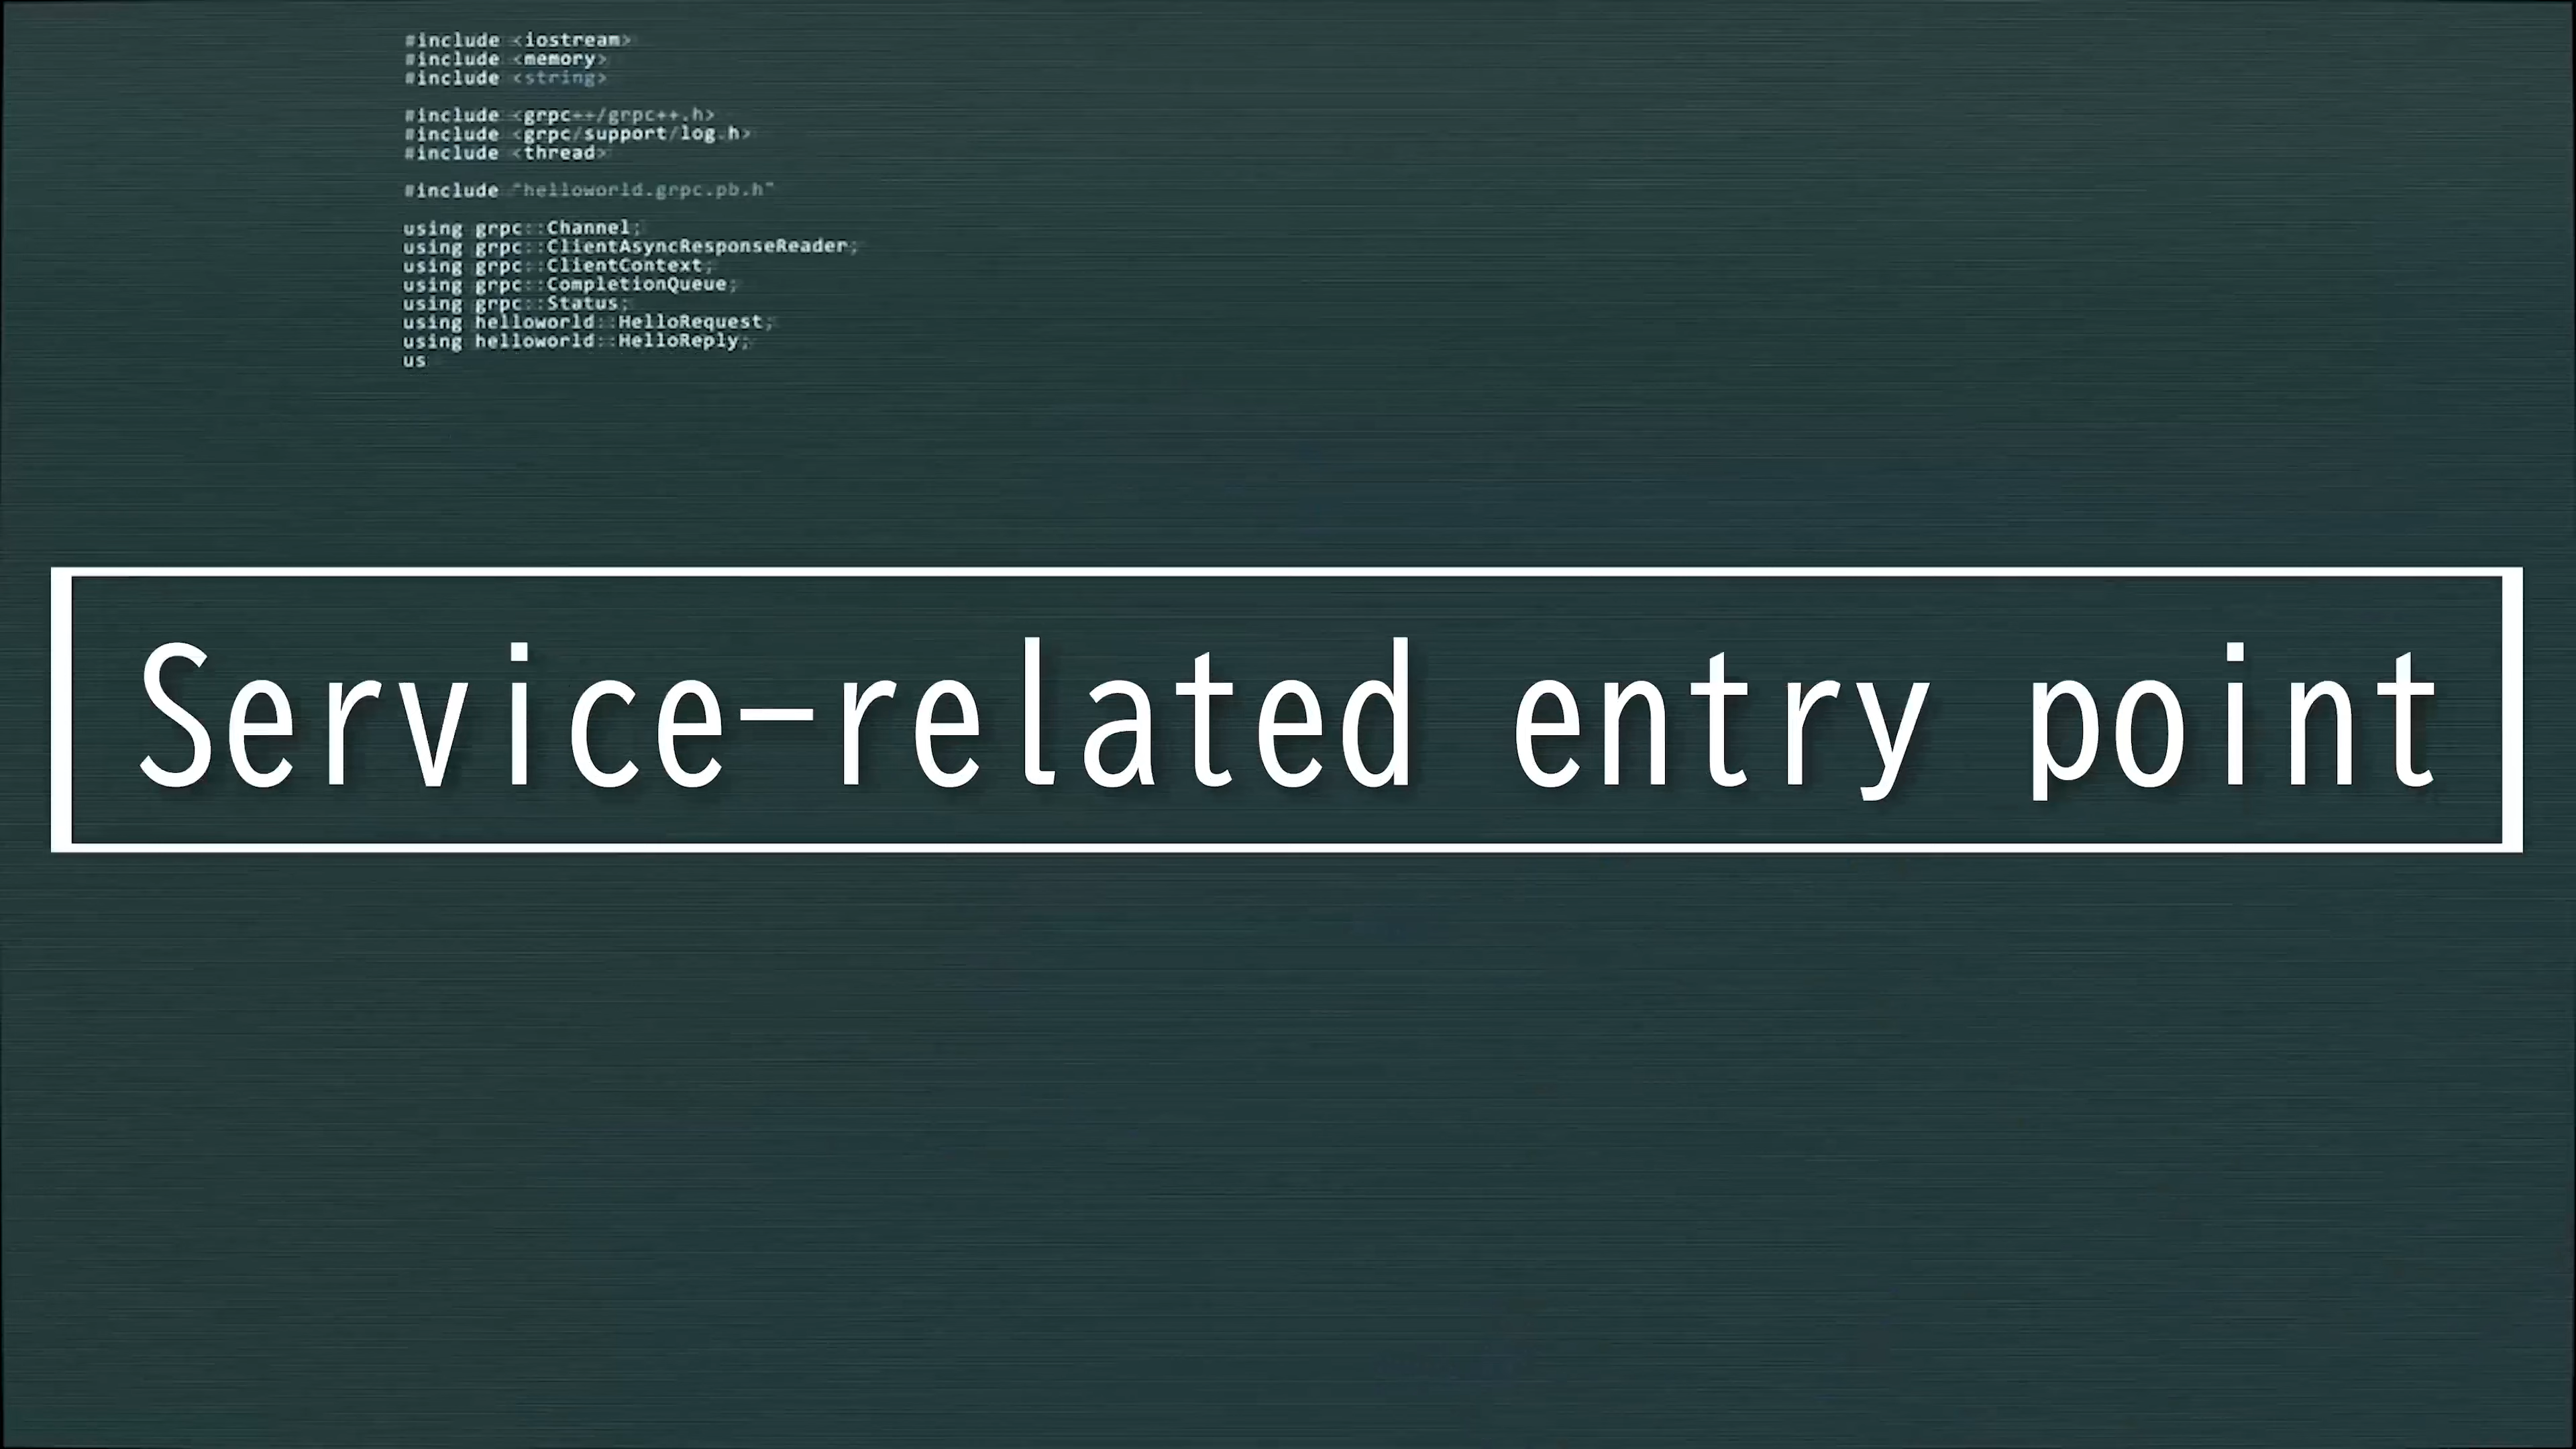 #include <iostream>
#include <memory>
#include <string>
#include <grpc++/grpc++.h>
#include <grpc/support/log.h>
#include <thread>
#include "helloworld.grpc.pb.h"
using grpc::Channel;
using grpc::ClientAsyncResponseReader;
using grpc::ClientContext;
using grpc::CompletionQueue;
using grpc::Status;
using helloworld::HelloRequest;
using helloworld::HelloReply;
us
Service-related entry point